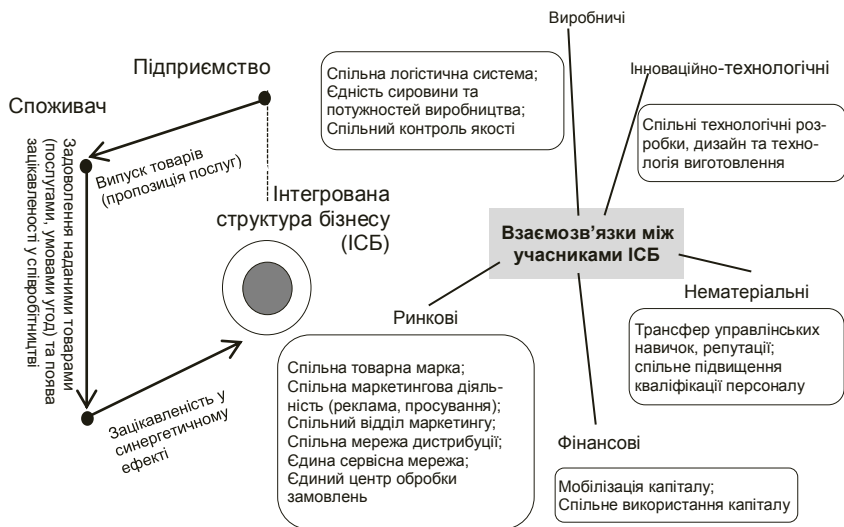 Виробничі
Підприємство
Інноваційно-технологічні
Спільна логістична система;
Єдність сировини та
потужностей виробництва;
Спільний контроль якості
Споживач
Спільні технологічні роз-
робки, дизайн та техно-
логія виготовлення
Випуск товарів
(пропозиція послуг)
Задоволення наданими товарами
(послугами, умовами угод) та поява
зацікавленості у співробітництві
Інтегрована
структура бізнесу
(ІСБ)
Взаємозв’язки між
учасниками ІСБ
Нематеріальні
Ринкові
Трансфер управлінських
навичок, репутації;
спільне підвищення
кваліфікації персоналу
Спільна товарна марка;
Спільна маркетингова діяль-
ність (реклама, просування);
Спільний відділ маркетингу;
Спільна мережа дистрибуції;
Єдина сервісна мережа;
Єдиний центр обробки
замовлень
Зацікавленість у
синергетичному
ефекті
Фінансові
Мобілізація капіталу;
Спільне використання капіталу